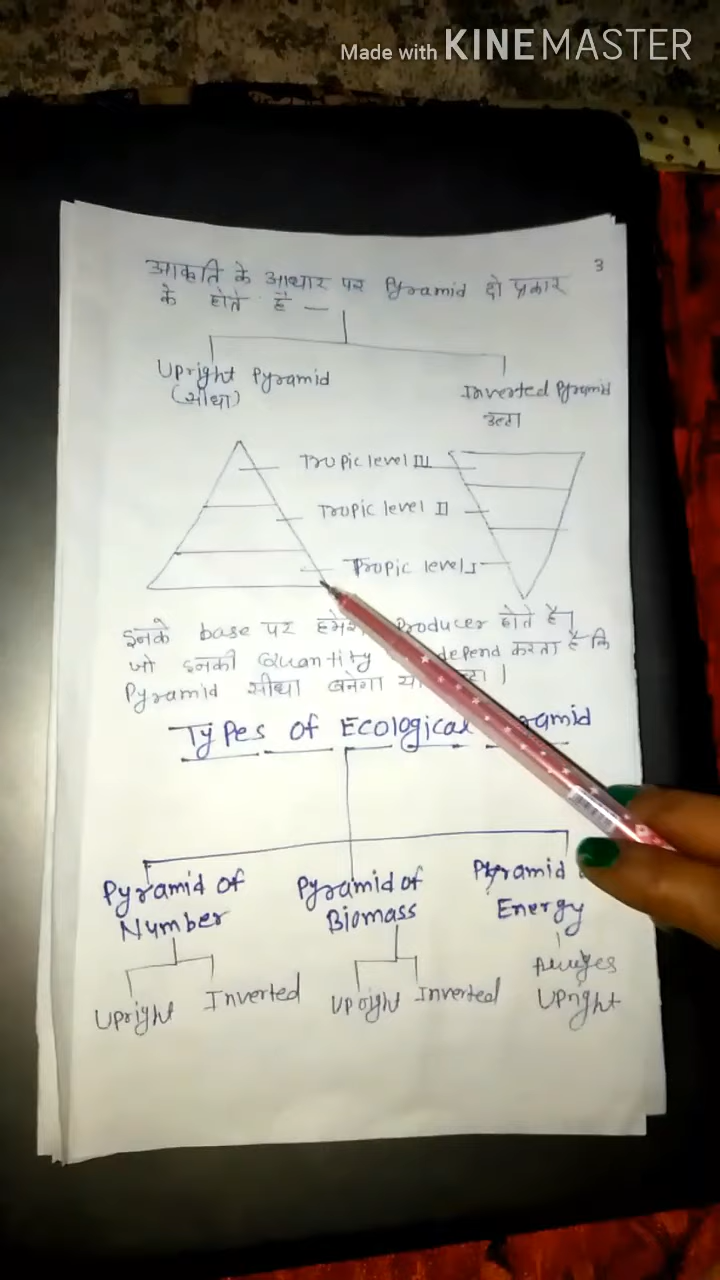 Made with KINEMASTER
3
आकृति के आधार पर Pyramid दो प्रकार
के होते हैं —
Upright Pyramid
(सीधा)
Inverted Pyramid
उल्टा
Tropic level III
Tropic level II
Tropic level I
इनके base पर Producer होते हैं।
जो इनकी Quantity depend करता है कि
Pyramid सीधा बनेगा
Types of Ecological
Pyramid of
Number
Pyramid of
Biomass
Pyramid
Energy
Upright
Inverted
Upright
Inverted
Always
Upright